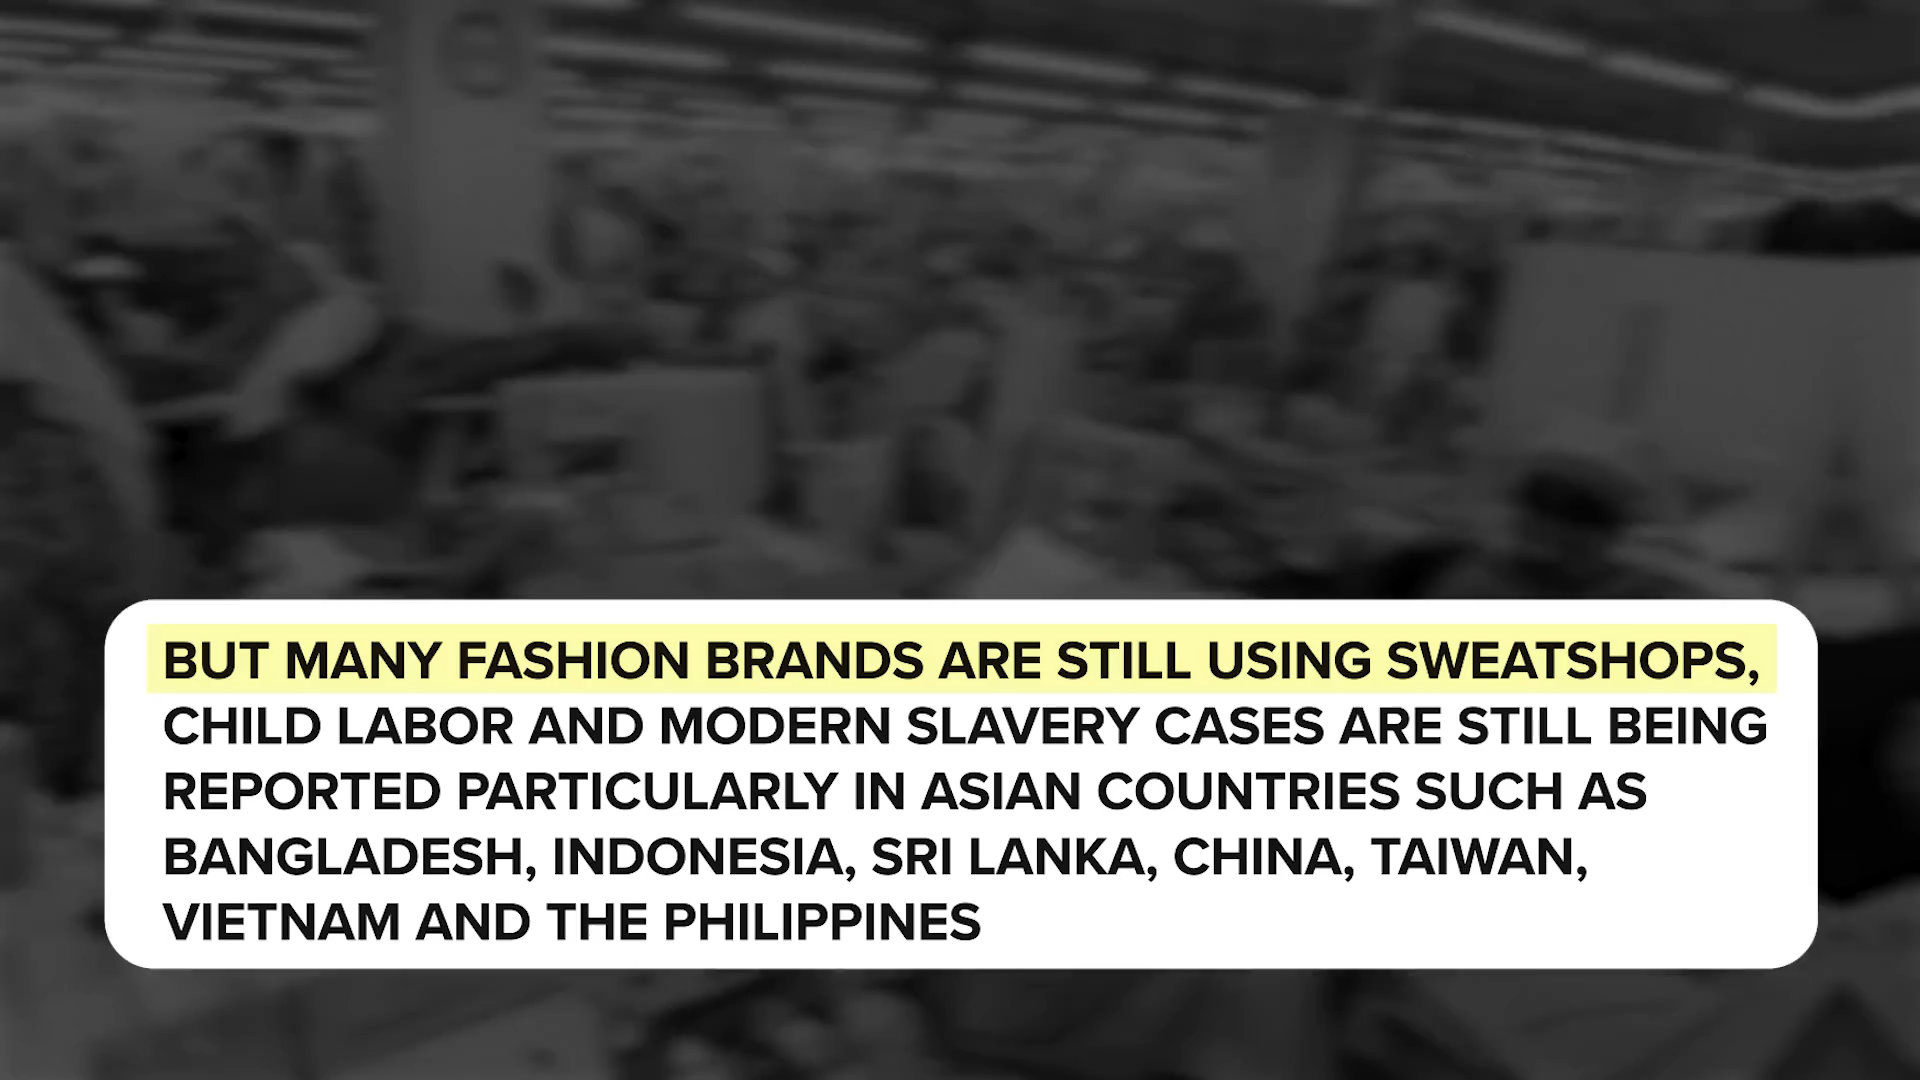 BUT MANY FASHION BRANDS ARE STILL USING SWEATSHOPS,
CHILD LABOR AND MODERN SLAVERY CASES ARE STILL BEING
REPORTED PARTICULARLY IN ASIAN COUNTRIES SUCH AS
BANGLADESH, INDONESIA, SRI LANKA, CHINA, TAIWAN,
VIETNAM AND THE PHILIPPINES